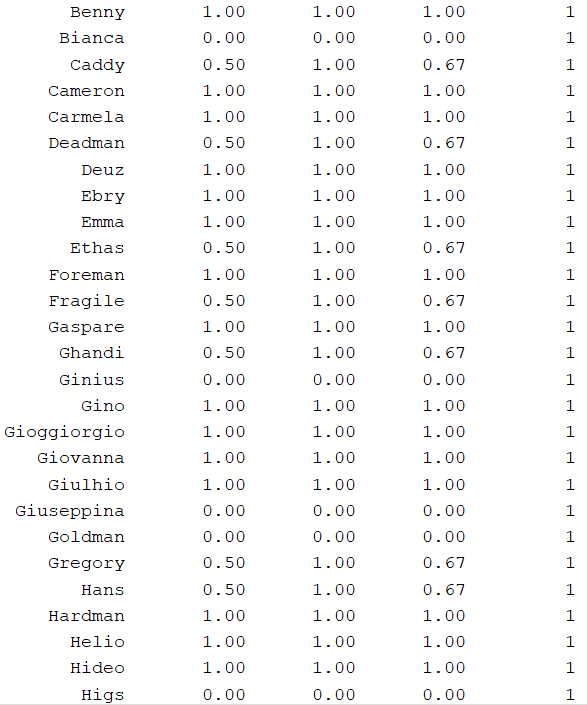 Benny 1.00 1.00 1.00 1
Bianca 0.00 0.00 0.00 1
Caddy 0.50 1.00 0.67 1
Cameron 1.00 1.00 1.00 1
Carmela 1.00 1.00 1.00 1
Deadman 0.50 1.00 0.67 1
Deuz 1.00 1.00 1.00 1
Ebry 1.00 1.00 1.00 1
Emma 1.00 1.00 1.00 1
Ethas 0.50 1.00 0.67 1
Foreman 1.00 1.00 1.00 1
Fragile 0.50 1.00 0.67 1
Gaspare 1.00 1.00 1.00 1
Ghandi 0.50 1.00 0.67 1
Ginius 0.00 0.00 0.00 1
Gino 1.00 1.00 1.00 1
Gioggiorgio 1.00 1.00 1.00 1
Giovanna 1.00 1.00 1.00 1
Giulhio 1.00 1.00 1.00 1
Giuseppina 0.00 0.00 0.00 1
Goldman 0.00 0.00 0.00 1
Gregory 0.50 1.00 0.67 1
Hans 0.50 1.00 0.67 1
Hardman 1.00 1.00 1.00 1
Helio 1.00 1.00 1.00 1
Hideo 1.00 1.00 1.00 1
Higs 0.00 0.00 0.00 1